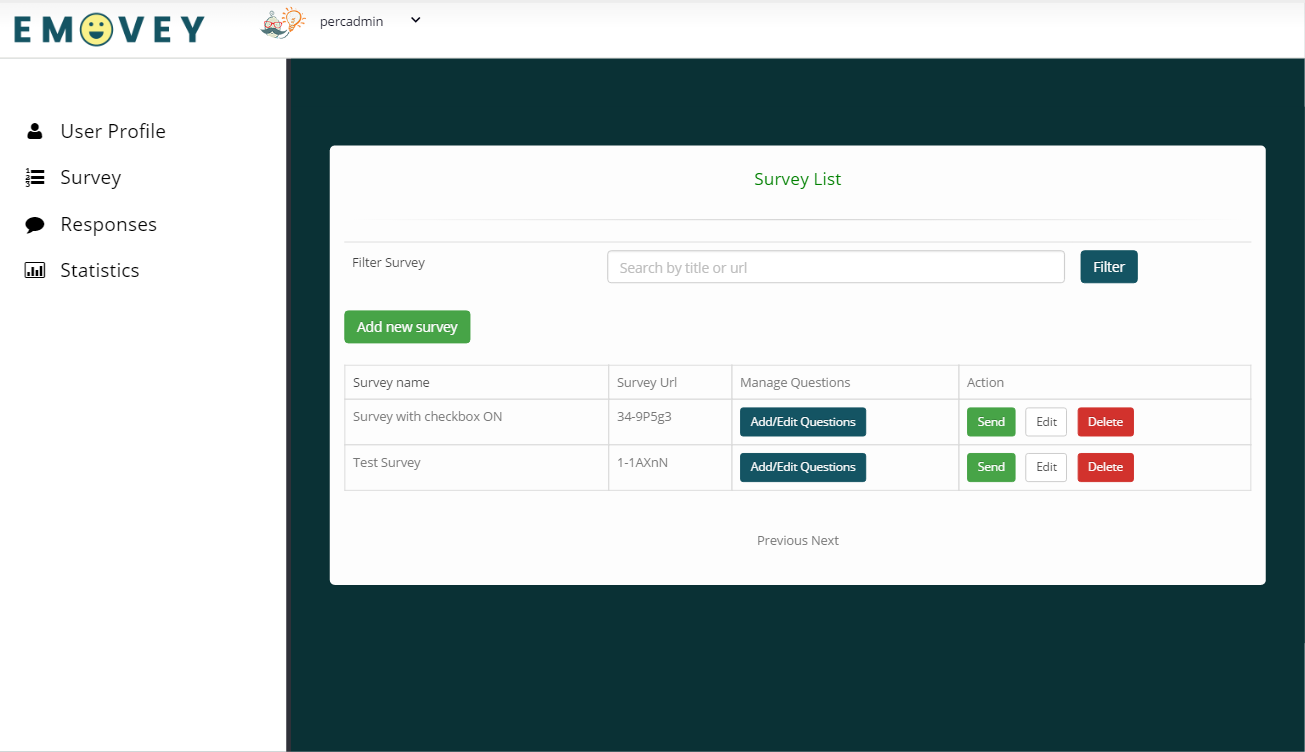 EMOVEY
percadmin
User Profile
Survey
Responses
Statistics
Survey List
Filter Survey
Search by title or url
Filter
Add new survey
Survey name Survey Url Manage Questions Action
Survey with checkbox ON 34-9P5g3 Add/Edit Questions Send Edit Delete
Test Survey 1-1AXnN Add/Edit Questions Send Edit Delete
Previous Next